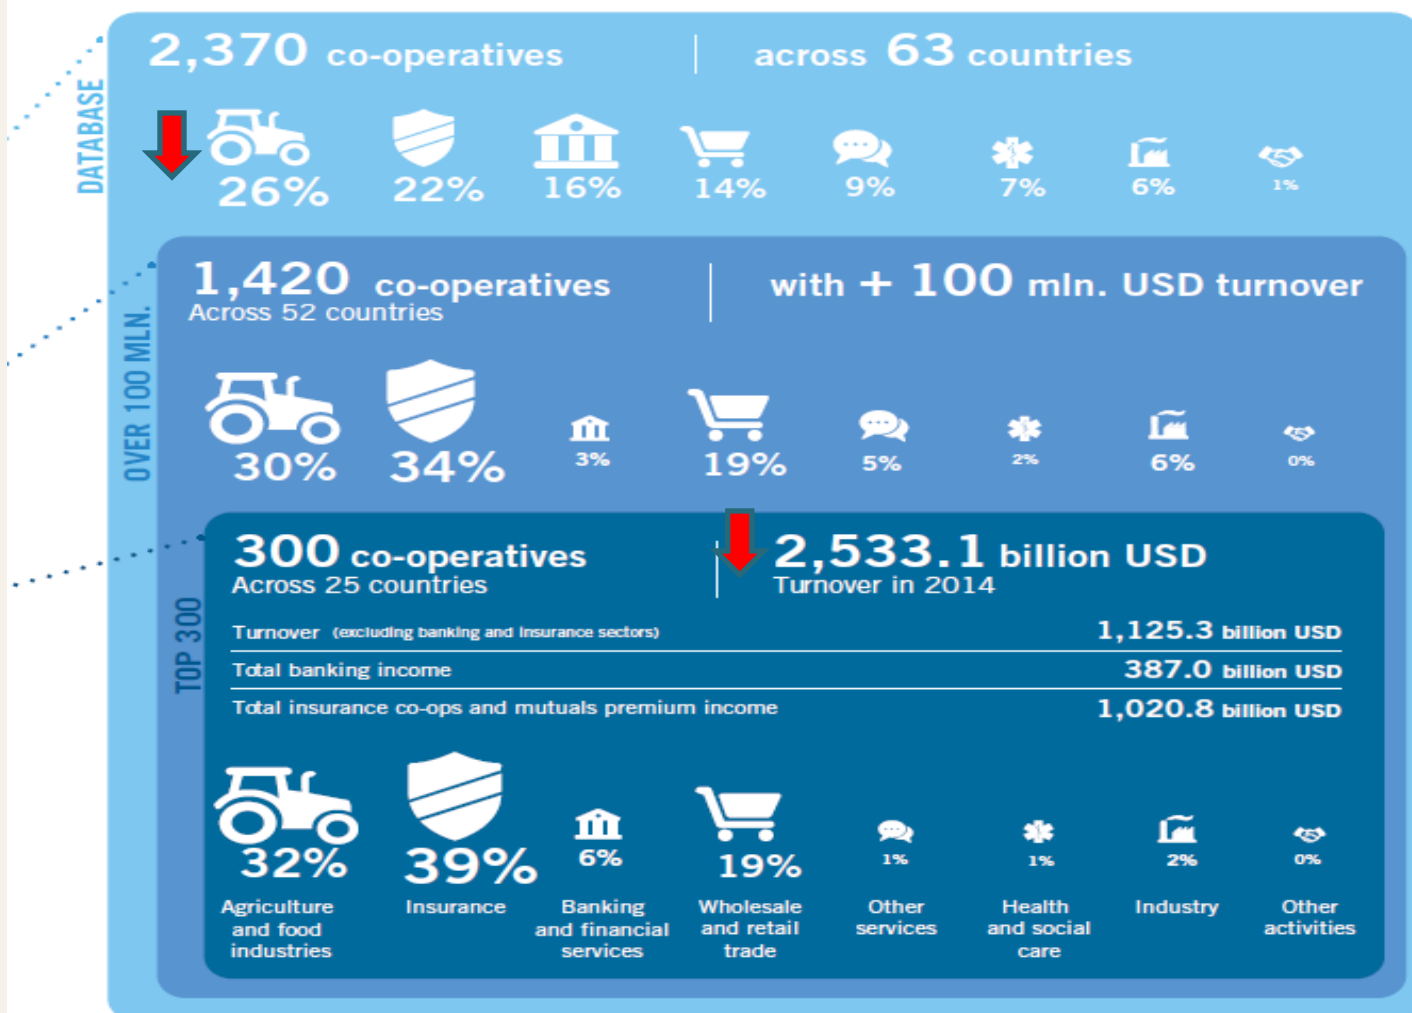 DATABASE
2,370 co-operatives
across 63 countries
26% 22% 16% 14% 9% 7% 6% 1%
OVER 100 MLN.
1,420 co-operatives
Across 52 countries
with + 100 mln. USD turnover
30% 34% 3% 19% 5% 2% 6% 0%
TOP 300
300 co-operatives
Across 25 countries
2,533.1 billion USD
Turnover in 2014
Turnover (excluding banking and insurance sectors) 1,125.3 billion USD
Total banking income 387.0 billion USD
Total insurance co-ops and mutuals premium income 1,020.8 billion USD
32% 39% 6% 19% 1% 1% 2% 0%
Agriculture
and food
industries
Insurance
Banking
and financial
services
Wholesale
and retail
trade
Other
services
Health
and social
care
Industry
Other
activities